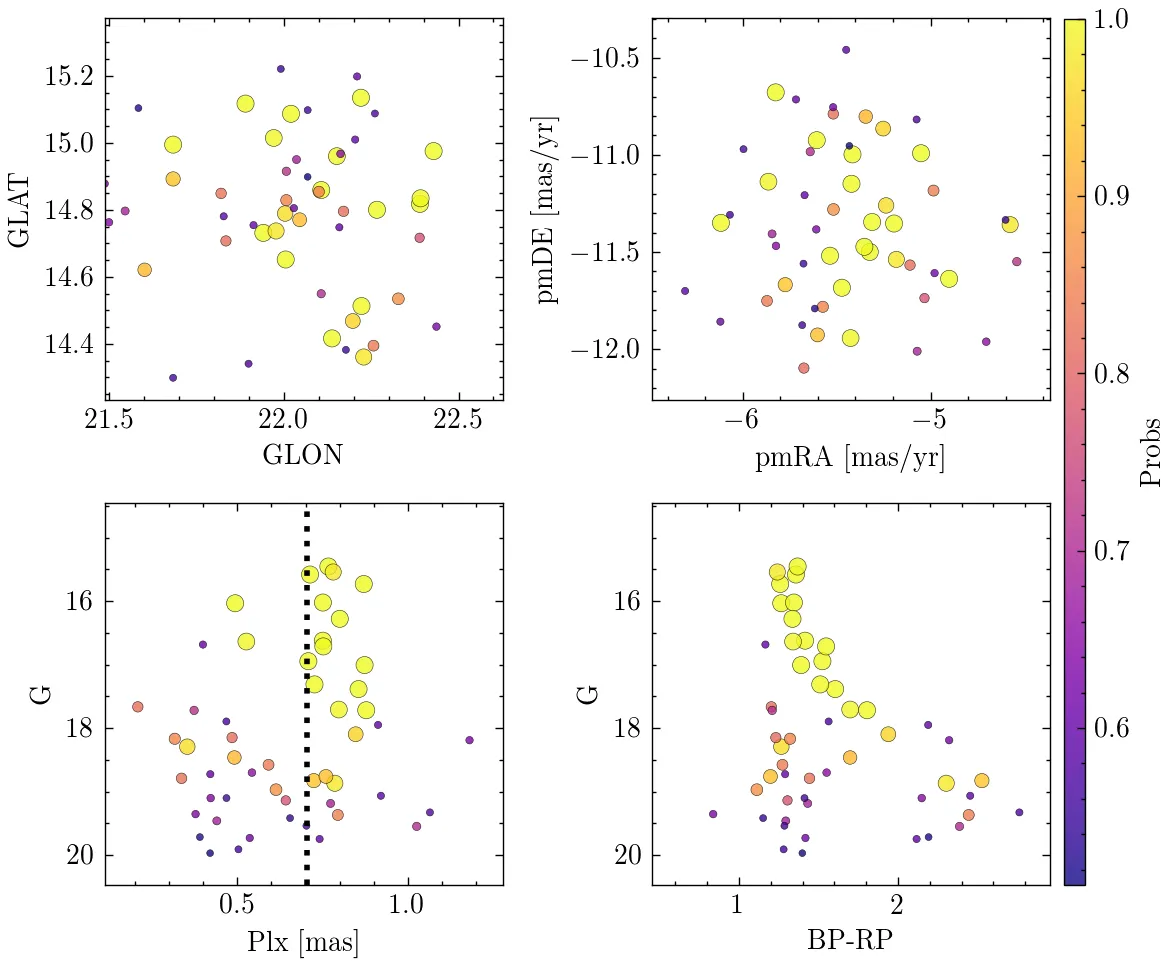 15.2
15.0
14.8
14.6
14.4
GLAT
21.5 22.0 22.5
GLON
−10.5
−11.0
−11.5
−12.0
pmDE [mas/yr]
−6 −5
pmRA [mas/yr]
1.0
0.9
0.8
0.7
0.6
Probs
16
18
20
G
0.5 1.0
Plx [mas]
16
18
20
G
1 2
BP-RP